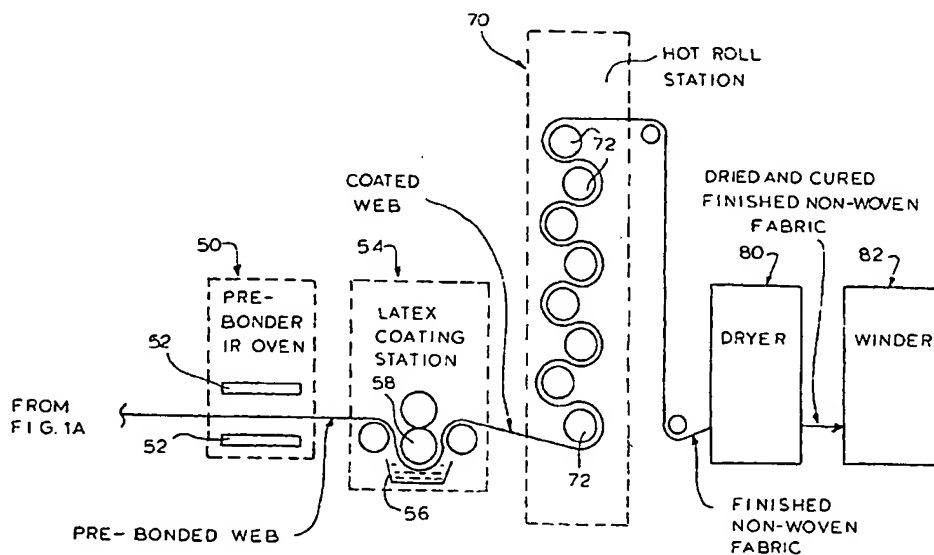 70
HOT ROLL
STATION
72
72
COATED
WEB
DRIED AND CURED
FINISHED NON-WOVEN
FABRIC
50
54
80
82
PRE-
BONDER
IR OVEN
LATEX
COATING
STATION
DRYER
WINDER
52
58
FROM
FIG. 1A
52
72
56
PRE-BONDED WEB
FINISHED
NON-WOVEN
FABRIC